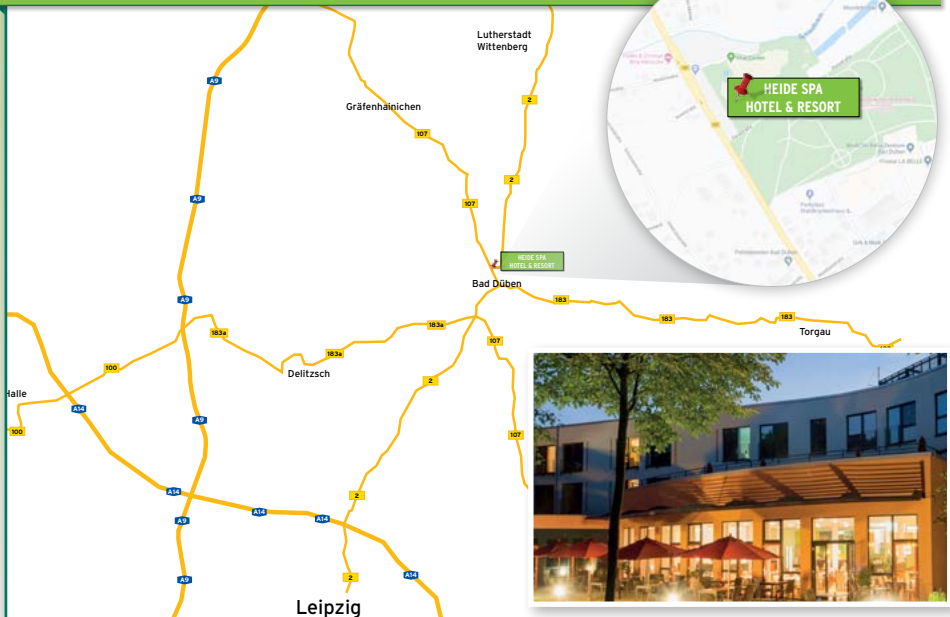 Lutherstadt
Wittenberg
A9
2
Gräfenhainichen
107
HEIDE SPA
HOTEL & RESORT
2
A9
107
HEIDE SPA
HOTEL & RESORT
Bad Düben
A9
183
183
183
Torgau
183a
183a
183a
107
100
Delitzsch
2
Halle
A14
A9
100
107
A14
2
A14
A14
A9
A9
2
A14
Leipzig